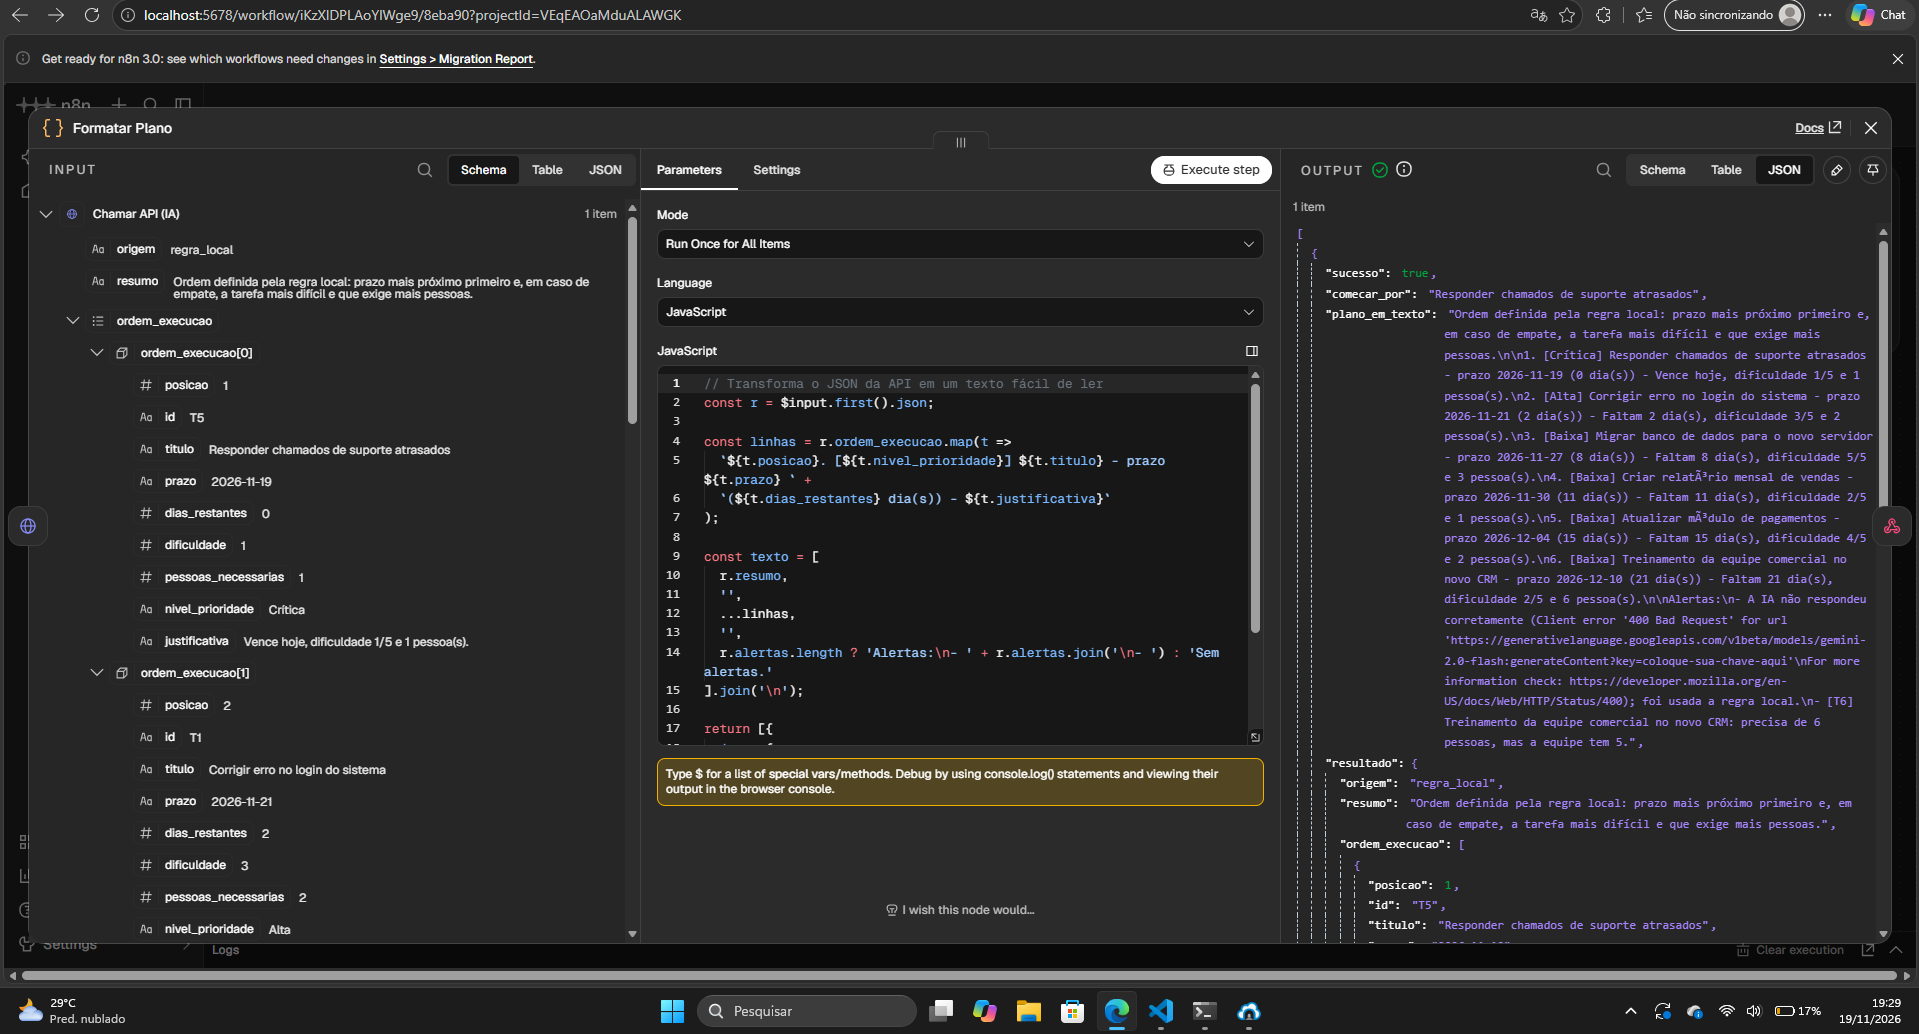 localhost:5678/workflow/iKzXIDPLAoYIWge9/8eba90?projectId=VEqEAOaMduALAWGK
Não sincronizando
Chat
Get ready for n8n 3.0: see which workflows need changes in Settings > Migration Report.
n8n
Formatar Plano
Docs
INPUT
Schema
Table
JSON
Chamar API (IA)
1 item
Aa origem regra_local
Aa resumo Ordem definida pela regra local: prazo mais próximo primeiro e, em caso de
empate, a tarefa mais difícil e que exige mais pessoas.
ordem_execucao
ordem_execucao[0]
# posicao 1
Aa id T5
Aa titulo Responder chamados de suporte atrasados
Aa prazo 2026-11-19
# dias_restantes 0
# dificuldade 1
# pessoas_necessarias 1
Aa nivel_prioridade Crítica
Aa justificativa Vence hoje, dificuldade 1/5 e 1 pessoa(s).
ordem_execucao[1]
# posicao 2
Aa id T1
Aa titulo Corrigir erro no login do sistema
Aa prazo 2026-11-21
# dias_restantes 2
# dificuldade 3
# pessoas_necessarias 2
Aa nivel_prioridade Alta
Settings
Parameters
Settings
Execute step
Mode
Run Once for All Items
Language
JavaScript
JavaScript
1 // Transforma o JSON da API em um texto fácil de ler
2 const r = $input.first().json;
3
4 const linhas = r.ordem_execucao.map(t =>
5 `${t.posicao}. [${t.nivel_prioridade}] ${t.titulo} - prazo
${t.prazo} ` +
6 `(${t.dias_restantes} dia(s)) - ${t.justificativa}`
7 );
8
9 const texto = [
10 r.resumo,
11 '',
12 ...linhas,
13 '',
14 r.alertas.length ? 'Alertas:\n- ' + r.alertas.join('\n- ') : 'Sem
alertas.'
15 ].join('\n');
16
17 return [{
Type $ for a list of special vars/methods. Debug by using console.log() statements and viewing their
output in the browser console.
I wish this node would...
OUTPUT
Schema
Table
JSON
1 item
[
{
"sucesso": true,
"comecar_por": "Responder chamados de suporte atrasados",
"plano_em_texto": "Ordem definida pela regra local: prazo mais próximo primeiro e,
em caso de empate, a tarefa mais difícil e que exige mais
pessoas.\n\n1. [Crítica] Responder chamados de suporte atrasados
- prazo 2026-11-19 (0 dia(s)) - Vence hoje, dificuldade 1/5 e 1
pessoa(s).\n2. [Alta] Corrigir erro no login do sistema - prazo
2026-11-21 (2 dia(s)) - Faltam 2 dia(s), dificuldade 3/5 e 2
pessoa(s).\n3. [Baixa] Migrar banco de dados para o novo servidor
- prazo 2026-11-27 (8 dia(s)) - Faltam 8 dia(s), dificuldade 5/5
e 3 pessoa(s).\n4. [Baixa] Criar relatÃ³rio mensal de vendas -
prazo 2026-11-30 (11 dia(s)) - Faltam 11 dia(s), dificuldade 2/5
e 1 pessoa(s).\n5. [Baixa] Atualizar mÃ³dulo de pagamentos -
prazo 2026-12-04 (15 dia(s)) - Faltam 15 dia(s), dificuldade 4/5
e 2 pessoa(s).\n6. [Baixa] Treinamento da equipe comercial no
novo CRM - prazo 2026-12-10 (21 dia(s)) - Faltam 21 dia(s),
dificuldade 2/5 e 6 pessoa(s).\n\nAlertas:\n- A IA não respondeu
corretamente (Client error '400 Bad Request' for url
'https://generativelanguage.googleapis.com/v1beta/models/gemini-
2.0-flash:generateContent?key=coloque-sua-chave-aqui'\nFor more
information check: https://developer.mozilla.org/en-
US/docs/Web/HTTP/Status/400); foi usada a regra local.\n- [T6]
Treinamento da equipe comercial no novo CRM: precisa de 6
pessoas, mas a equipe tem 5.",
"resultado": {
"origem": "regra_local",
"resumo": "Ordem definida pela regra local: prazo mais próximo primeiro e, em
caso de empate, a tarefa mais difícil e que exige mais pessoas.",
"ordem_execucao": [
{
"posicao": 1,
"id": "T5",
"titulo": "Responder chamados de suporte atrasados",
Logs
Clear execution
29°C
Pred. nublado
Pesquisar
17%
19:29
19/11/2026